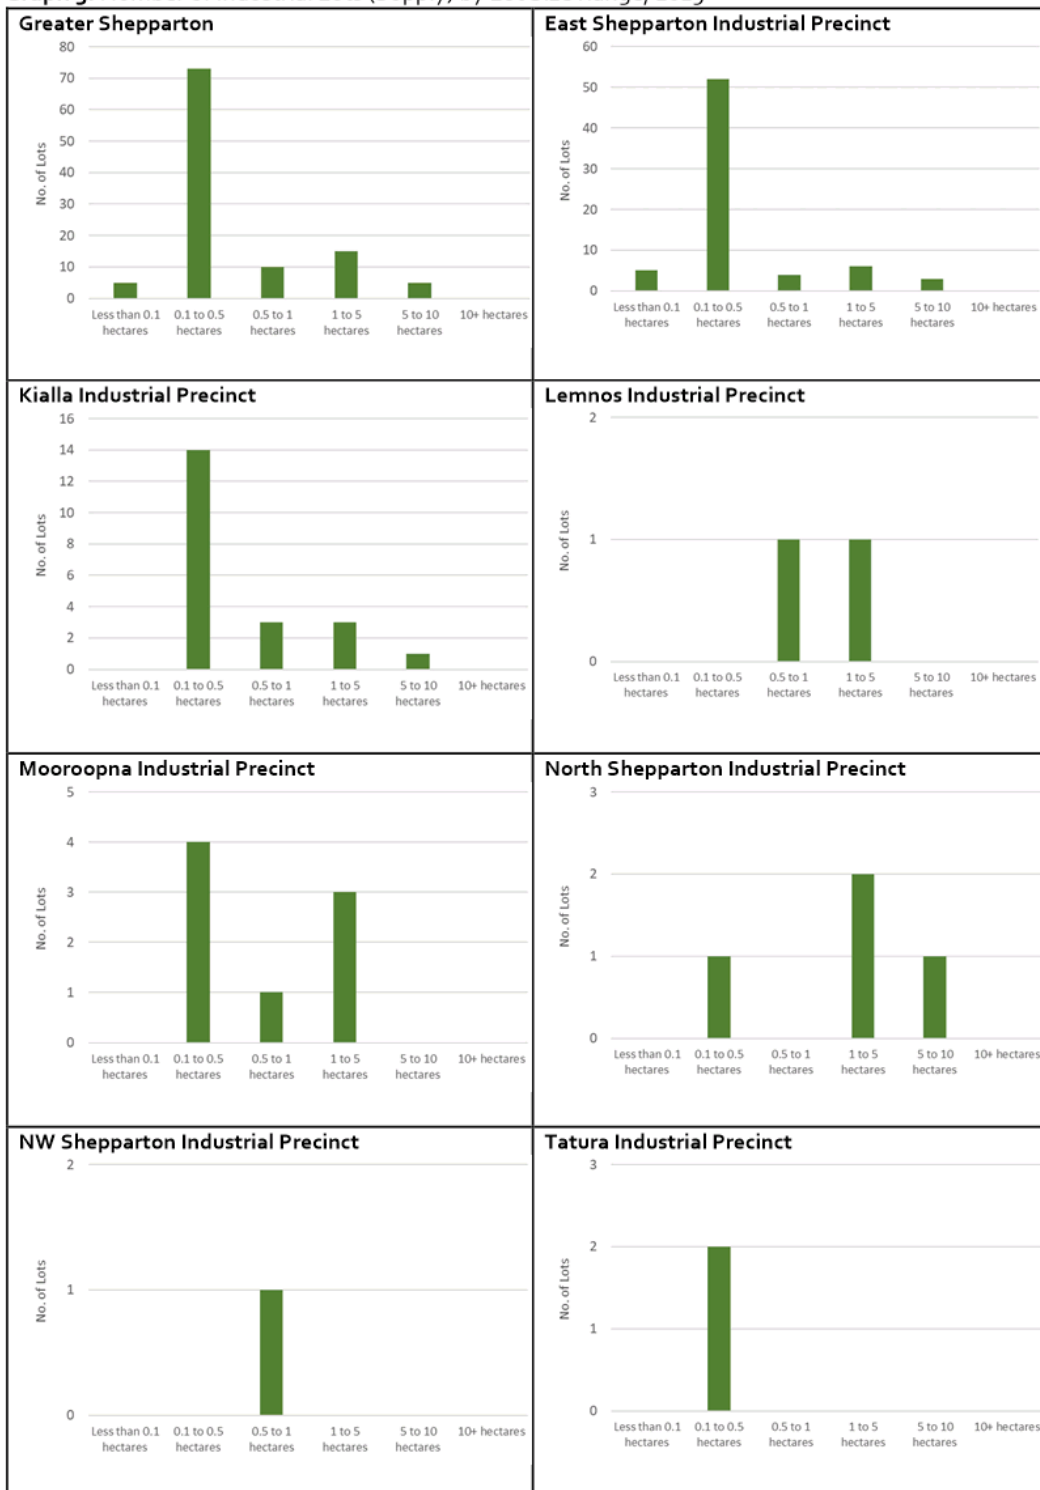 Greater Shepparton
80
70
60
50
40
30
20
10
0
No. of Lots
Less than 0.1 0.1 to 0.5 0.5 to 1 1 to 5 5 to 10 10+ hectares
hectares hectares hectares hectares hectares
East Shepparton Industrial Precinct
60
50
40
30
20
10
0
No. of Lots
Less than 0.1 0.1 to 0.5 0.5 to 1 1 to 5 5 to 10 10+ hectares
hectares hectares hectares hectares hectares
Kialla Industrial Precinct
16
14
12
10
8
6
4
2
0
No. of Lots
Less than 0.1 0.1 to 0.5 0.5 to 1 1 to 5 5 to 10 10+ hectares
hectares hectares hectares hectares hectares
Lemnos Industrial Precinct
2
1
0
No. of Lots
Less than 0.1 0.1 to 0.5 0.5 to 1 1 to 5 5 to 10 10+ hectares
hectares hectares hectares hectares hectares
Mooroopna Industrial Precinct
5
4
3
2
1
0
No. of Lots
Less than 0.1 0.1 to 0.5 0.5 to 1 1 to 5 5 to 10 10+ hectares
hectares hectares hectares hectares hectares
North Shepparton Industrial Precinct
3
2
1
0
No. of Lots
Less than 0.1 0.1 to 0.5 0.5 to 1 1 to 5 5 to 10 10+ hectares
hectares hectares hectares hectares hectares
NW Shepparton Industrial Precinct
2
1
0
No. of Lots
Less than 0.1 0.1 to 0.5 0.5 to 1 1 to 5 5 to 10 10+ hectares
hectares hectares hectares hectares hectares
Tatura Industrial Precinct
3
2
1
0
No. of Lots
Less than 0.1 0.1 to 0.5 0.5 to 1 1 to 5 5 to 10 10+ hectares
hectares hectares hectares hectares hectares